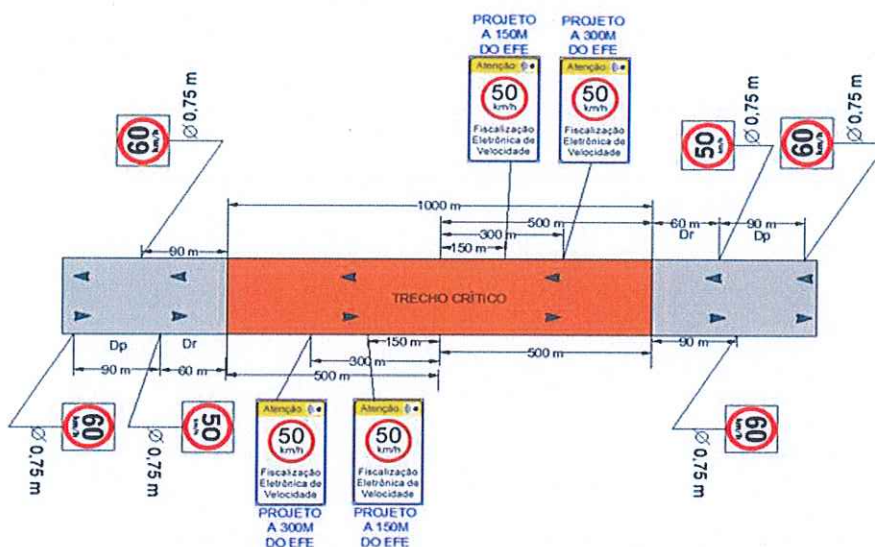 PROJETO
A 150M
DO EFE
PROJETO
A 300M
DO EFE
Atenção
50
km/h
Fiscalização
Eletrônica de
Velocidade
Atenção
50
km/h
Fiscalização
Eletrônica de
Velocidade
60
km/h
Ø 0,75 m
50
km/h
Ø 0,75 m
60
km/h
Ø 0,75 m
1000 m
500 m
60 m
90 m
300 m
Dr
Dp
90 m
150 m
TRECHO CRÍTICO
Dp
Dr
150 m
90 m
300 m
500 m
90 m
60 m
500 m
60
km/h
Ø 0,75 m
50
km/h
Ø 0,75 m
Atenção
50
km/h
Fiscalização
Eletrônica de
Velocidade
Atenção
50
km/h
Fiscalização
Eletrônica de
Velocidade
60
km/h
Ø 0,75 m
PROJETO
A 300M
DO EFE
PROJETO
A 150M
DO EFE